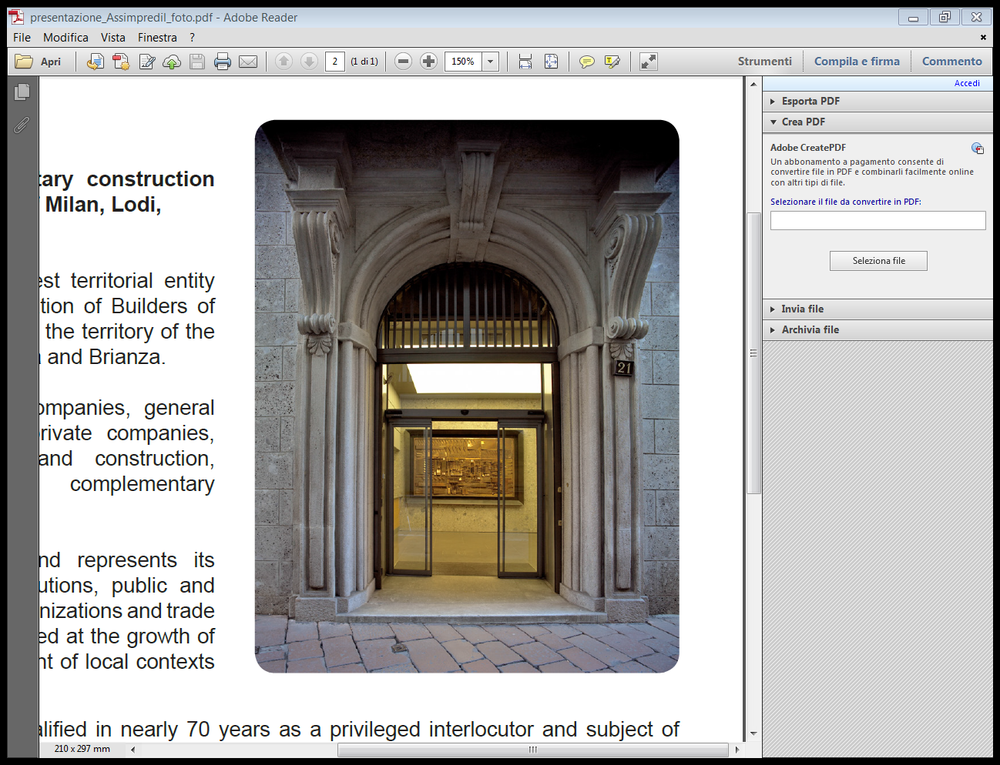 presentazione_Assimpredil_foto.pdf - Adobe Reader
File Modifica Vista Finestra ?
Apri 2 (1 di 1) 150% Strumenti Compila e firma Commento
Accedi
Esporta PDF
Crea PDF
Adobe CreatePDF
Un abbonamento a pagamento consente di
convertire file in PDF e combinarli facilmente online
con altri tipi di file.
Selezionare il file da convertire in PDF:
Seleziona file
Invia file
Archivia file
tary construction
Milan, Lodi,
est territorial entity
tion of Builders of
the territory of the
and Brianza.
ompanies, general
rivate companies,
and construction,
complementary
nd represents its
utions, public and
nizations and trade
ed at the growth of
nt of local contexts
21
alified in nearly 70 years as a privileged interlocutor and subject of
210 x 297 mm